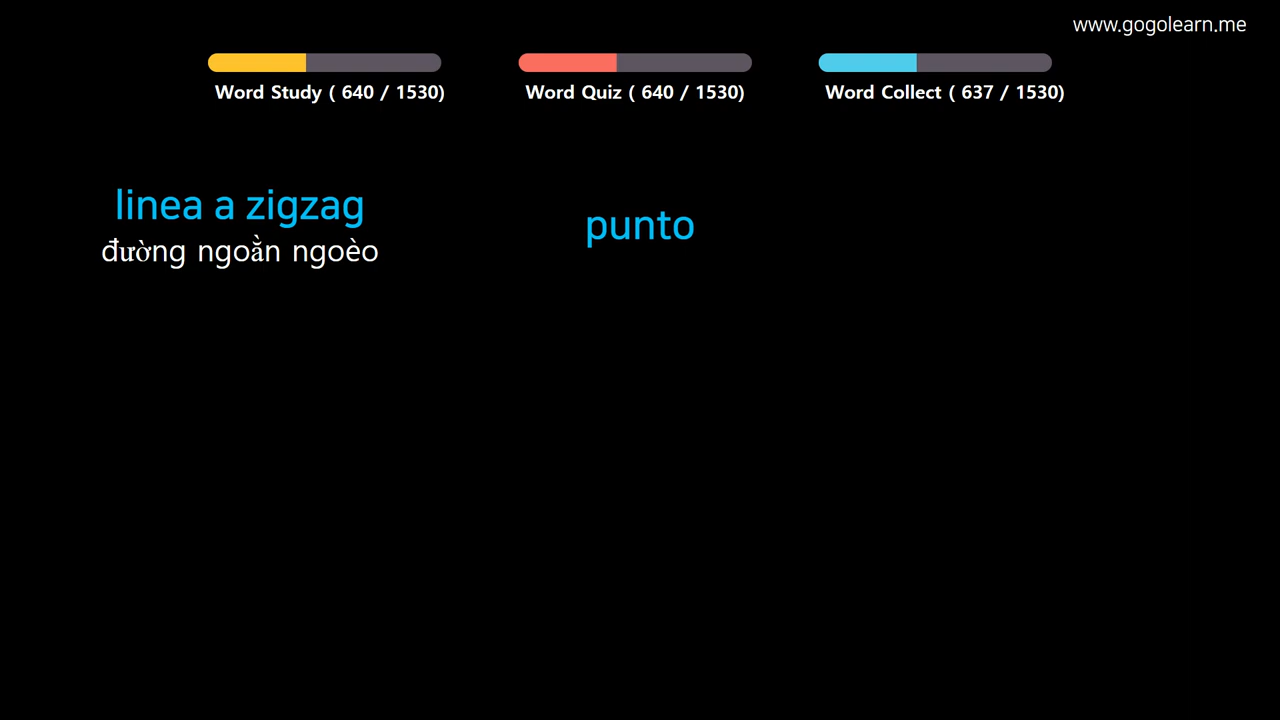 www.gogolearn.me
Word Study ( 640 / 1530)
Word Quiz ( 640 / 1530)
Word Collect ( 637 / 1530)
linea a zigzag
đường ngoằn ngoèo
punto